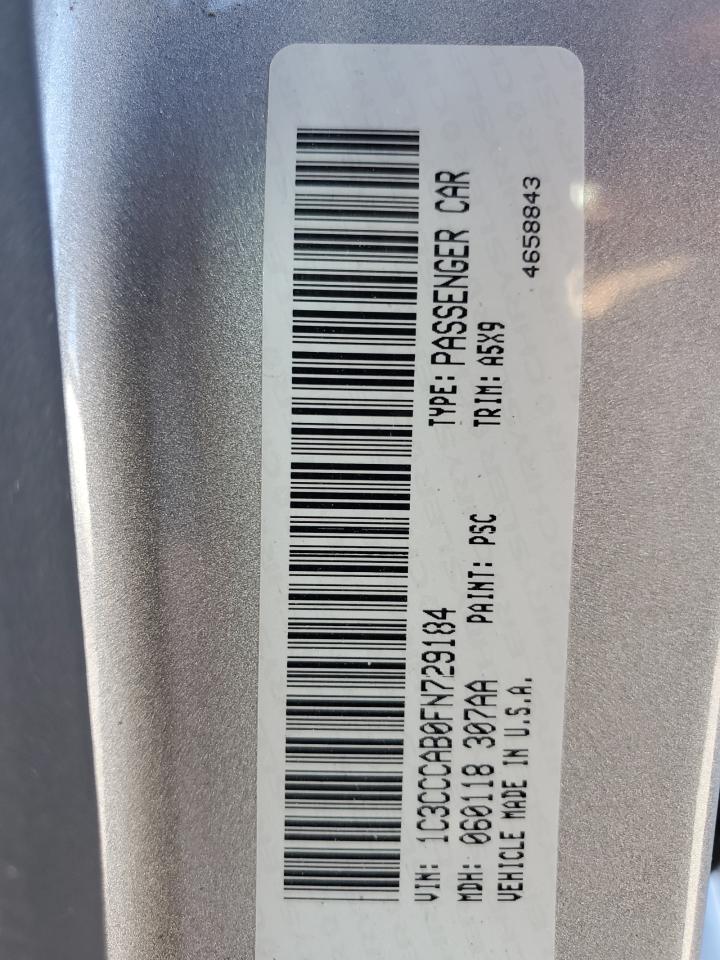 VIN: 1C3CCCAB0FN729184 TYPE: PASSENGER CAR
MDH: 060118 307AA PAINT: PSC TRIM: A5X9
VEHICLE MADE IN U.S.A. 4658843